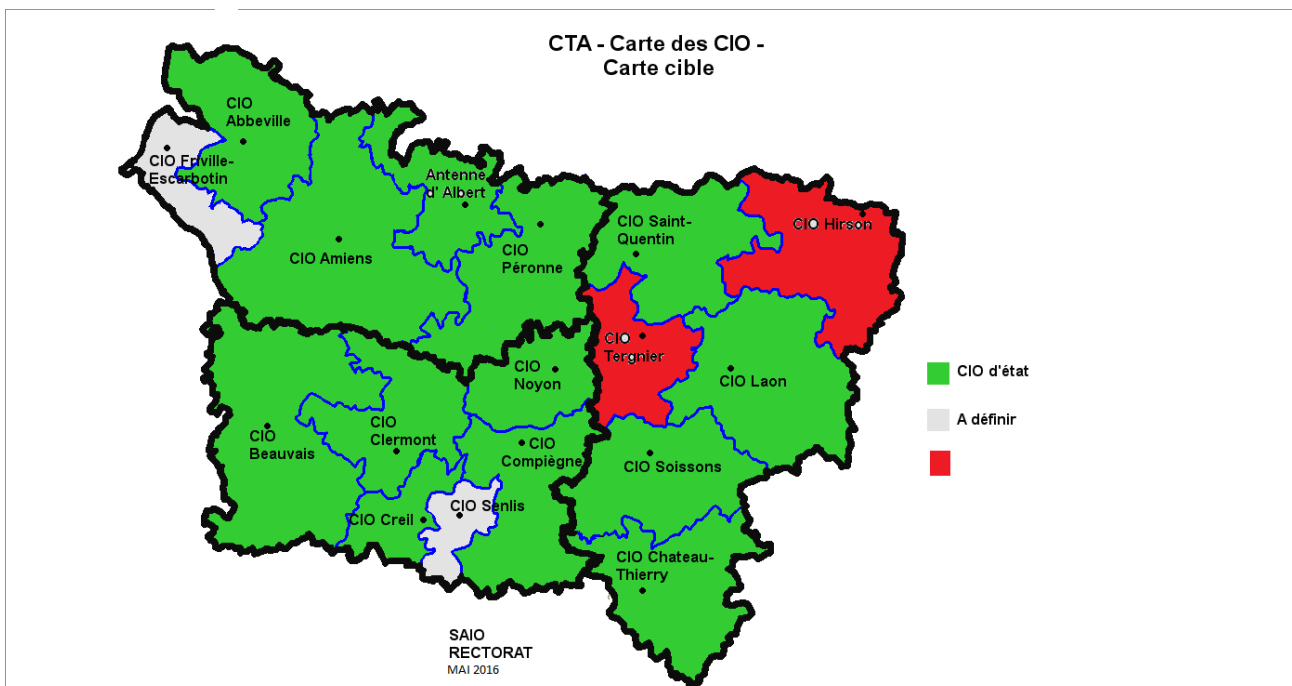 CTA - Carte des CIO -
Carte cible
CIO
Abbeville
CIO Friville-
Escarbotin
Antenne
d' Albert
CIO Amiens
CIO
Péronne
CIO Saint-
Quentin
CIO Hirson
CIO
Tergnier
CIO Laon
CIO
Noyon
CIO
Beauvais
CIO
Clermont
CIO
Compiègne
CIO Soissons
CIO Creil
CIO Senlis
CIO Chateau-
Thierry
CIO d'état
A définir
SAIO
RECTORAT
MAI 2016